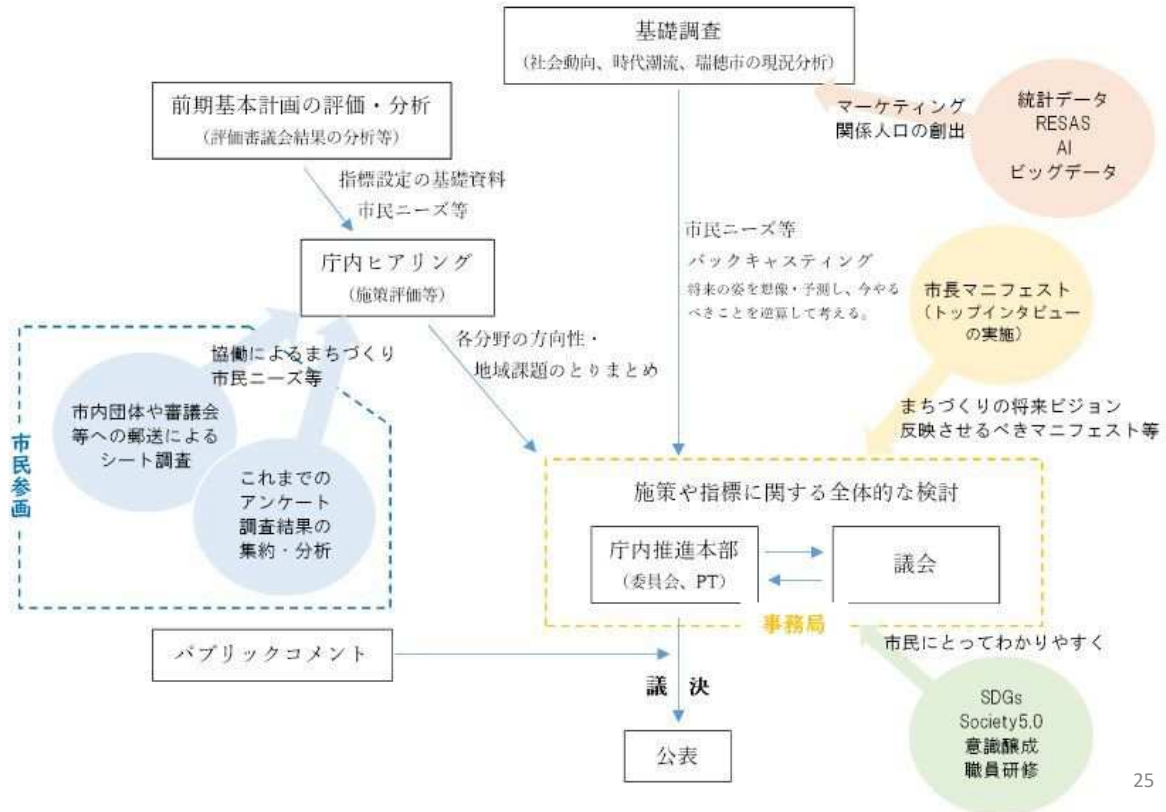 基礎調査
（社会動向、時代潮流、瑞穂市の現況分析）
前期基本計画の評価・分析
（評価審議会結果の分析等）
マーケティング
関係人口の創出
統計データ
RESAS
AI
ビッグデータ
指標設定の基礎資料
市民ニーズ等
庁内ヒアリング
（施策評価等）
市民ニーズ等
バックキャスティング
将来の姿を想像・予測し、今やる
べきことを逆算して考える。
市長マニフェスト
（トップインタビュー
の実施）
各分野の方向性・
地域課題のとりまとめ
協働によるまちづくり
市民ニーズ等
市内団体や審議会
等への郵送による
シート調査
これまでの
アンケート
調査結果の
集約・分析
市民参画
まちづくりの将来ビジョン
反映させるべきマニフェスト等
施策や指標に関する全体的な検討
庁内推進本部
（委員会、PT）
議会
事務局
パブリックコメント
市民にとってわかりやすく
議 決
SDGs
Society5.0
意識醸成
職員研修
公表
25